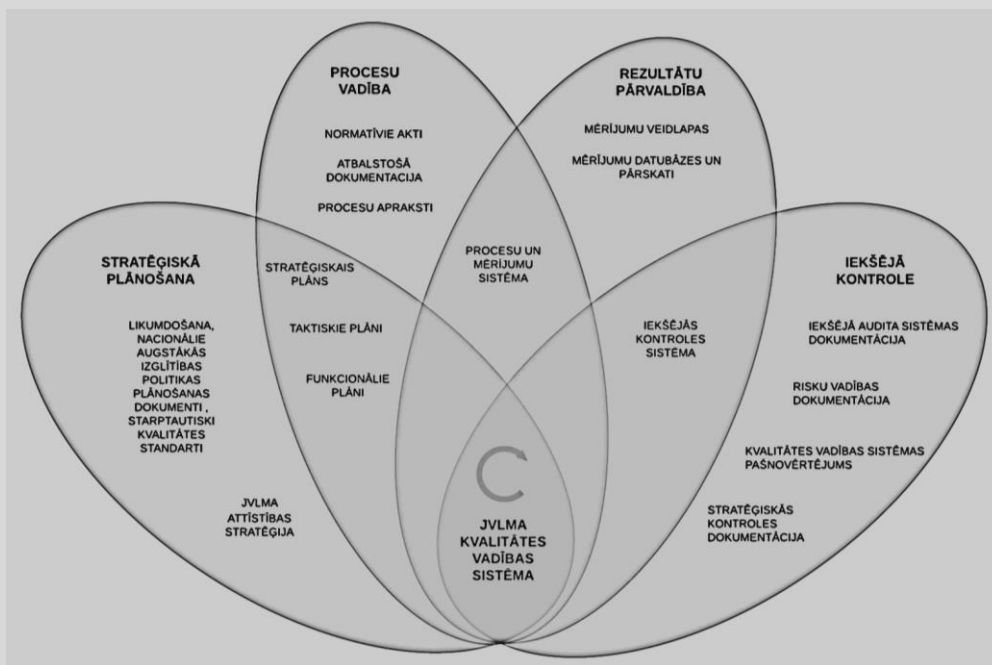 PROCESU
VADĪBA
NORMATĪVIE AKTI
ATBALSTOŠĀ
DOKUMENTACIJA
PROCESU APRAKSTI
REZULTĀTU
PĀRVALDĪBA
MĒRĪJUMU VEIDLAPAS
MĒRĪJUMU DATUBĀZES UN
PĀRSKATI
STRATĒĢISKĀ
PLĀNOŠANA
LIKUMDOŠANA,
NACIONĀLIE
AUGSTĀKĀS
IZGLĪTĪBAS
POLITIKAS
PLĀNOŠANAS
DOKUMENTI ,
STARPTAUTISKI
KVALITĀTES
STANDARTI
JVLMA
ATTĪSTĪBAS
STRATĒĢIJA
STRATĒĢISKAIS
PLĀNS
TAKTISKIE PLĀNI
FUNKCIONĀLIE
PLĀNI
PROCESU UN
MĒRĪJUMU
SISTĒMA
IEKŠĒJĀS
KONTROLES
SISTĒMA
IEKŠĒJĀ
KONTROLE
IEKŠĒJĀ AUDITA SISTĒMAS
DOKUMENTĀCIJA
RISKU VADĪBAS
DOKUMENTĀCIJA
KVALITĀTES VADĪBAS SISTĒMAS
PAŠNOVĒRTĒJUMS
STRATĒĢISKĀS
KONTROLES
DOKUMENTĀCIJA
JVLMA
KVALITĀTES
VADĪBAS
SISTĒMA